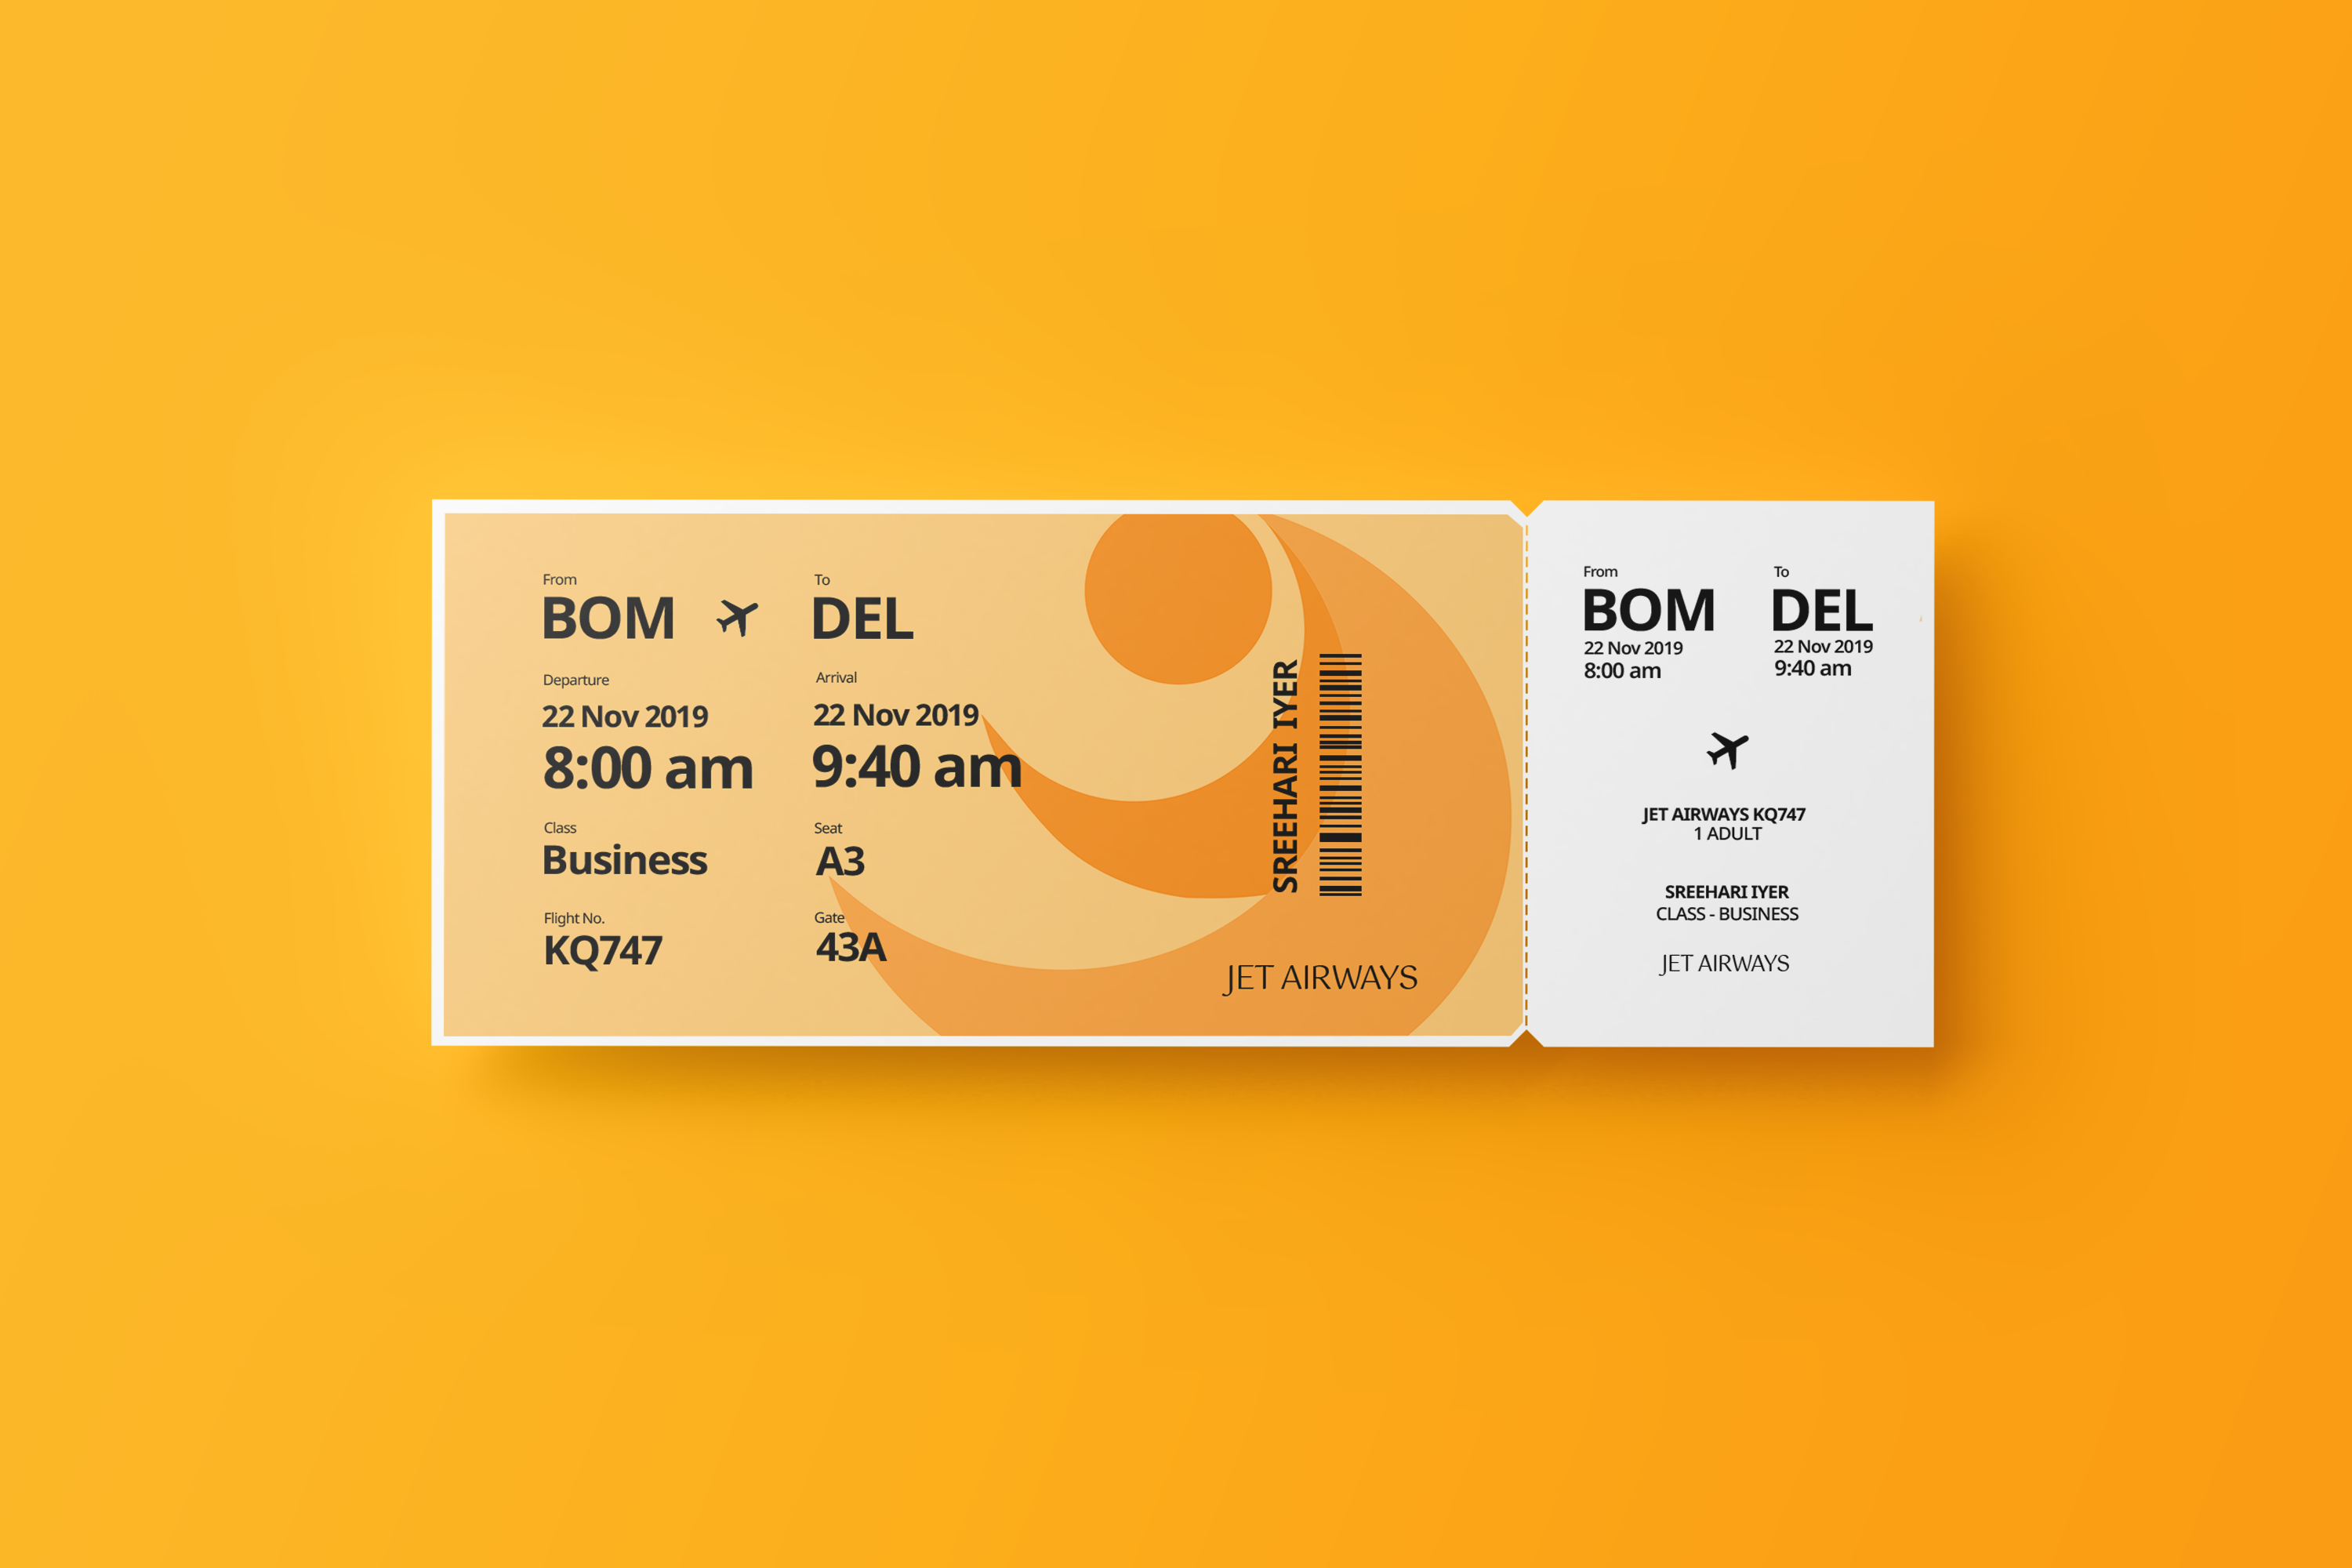 From To
BOM DEL
Departure Arrival
22 Nov 2019 22 Nov 2019
8:00 am 9:40 am
Class Seat
Business A3
Flight No. Gate
KQ747 43A
SREEHARI IYER
JET AIRWAYS
From To
BOM DEL
22 Nov 2019 22 Nov 2019
8:00 am 9:40 am
JET AIRWAYS KQ747
1 ADULT
SREEHARI IYER
CLASS - BUSINESS
JET AIRWAYS